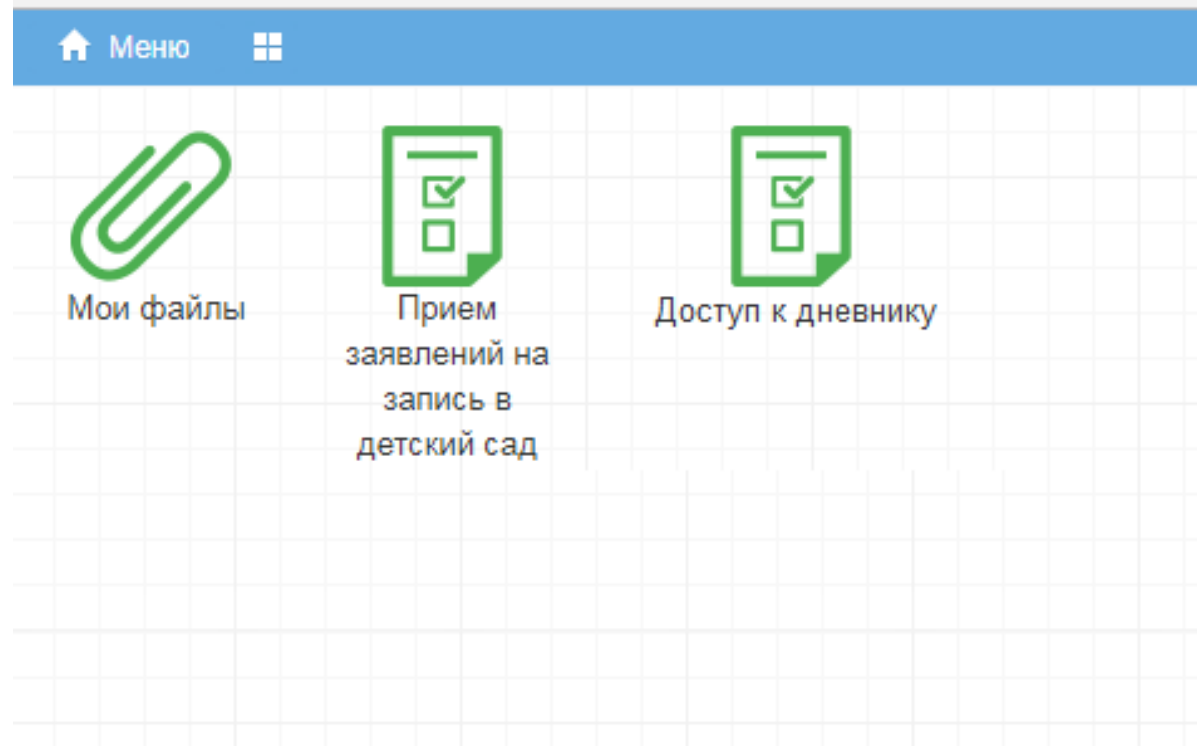 Меню
Мои файлы
Прием
заявлений на
запись в
детский сад
Доступ к дневнику